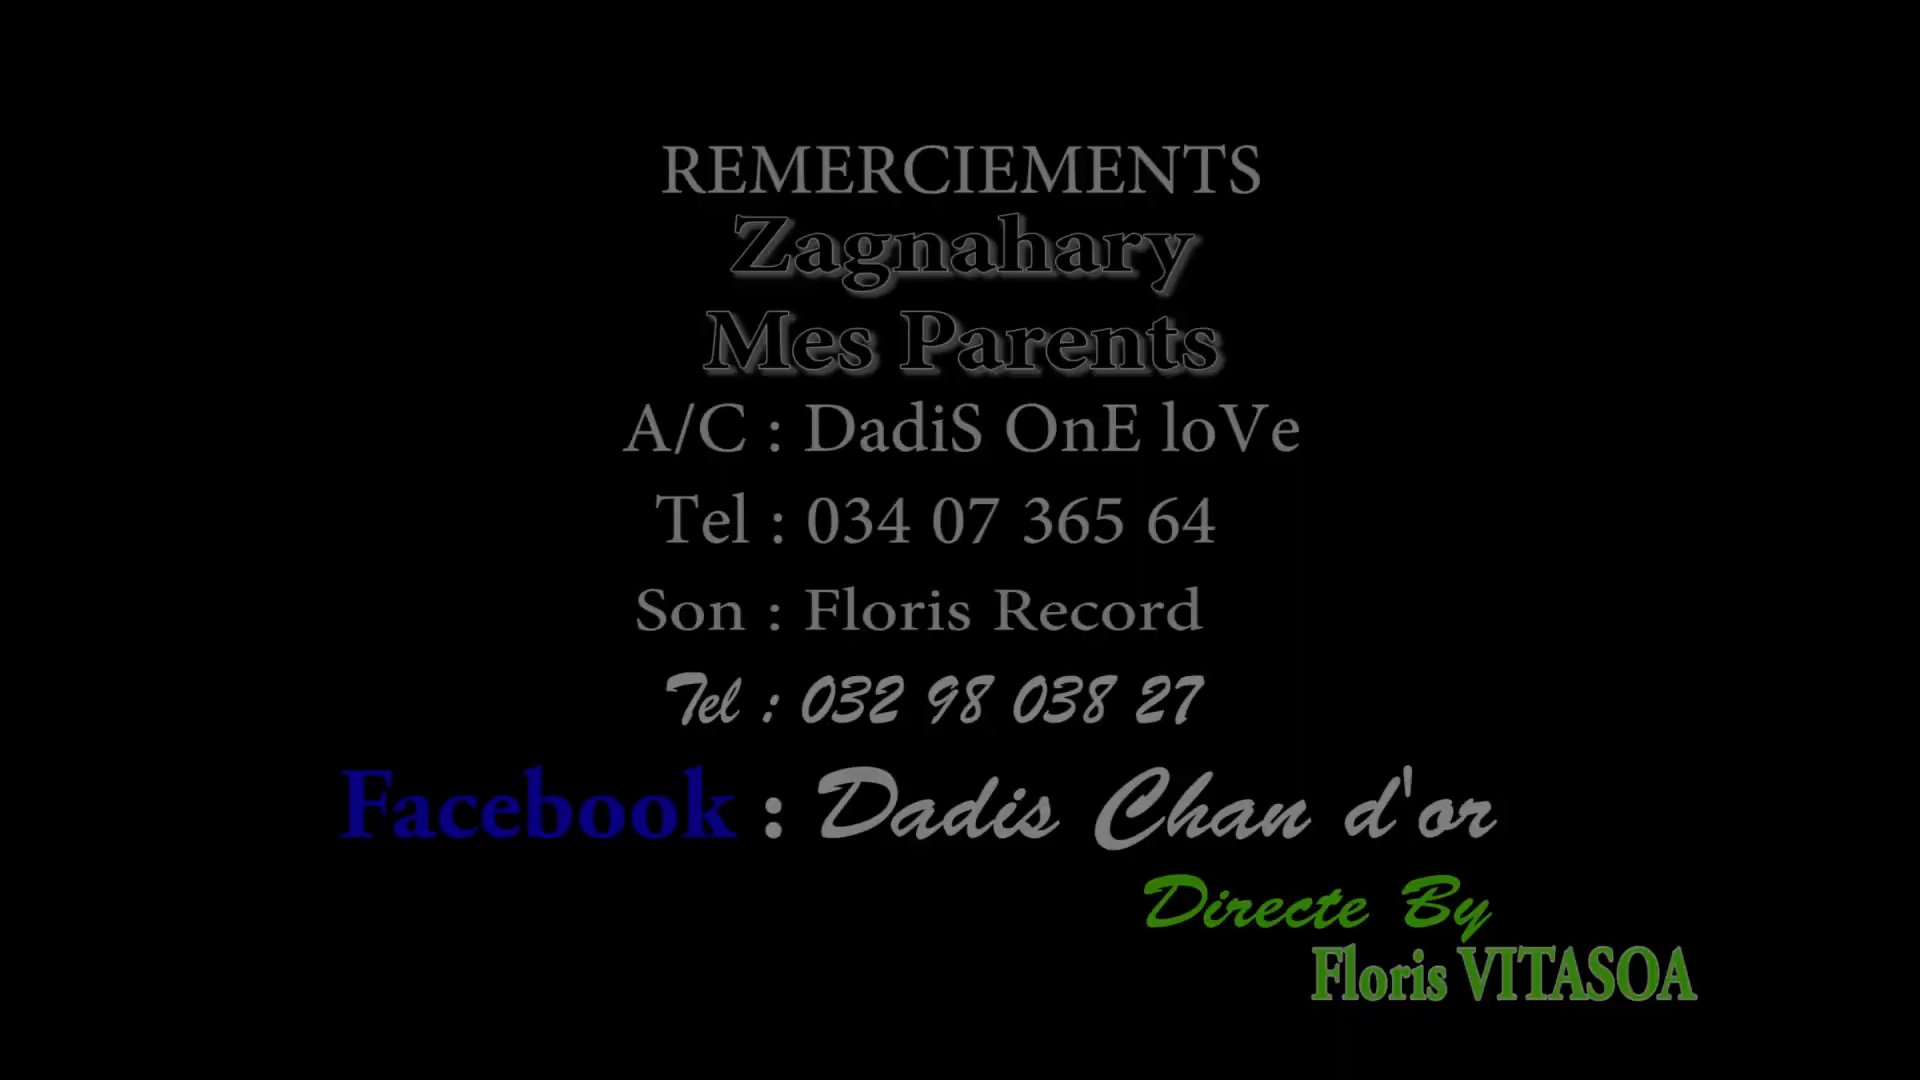 REMERCIEMENTS
Zagnahary
Mes Parents
A/C : DadiS OnE loVe
Tel : 034 07 365 64
Son : Floris Record
Tel : 032 98 038 27
Facebook : Dadis Chan d'or
Directe By
Floris VITASOA